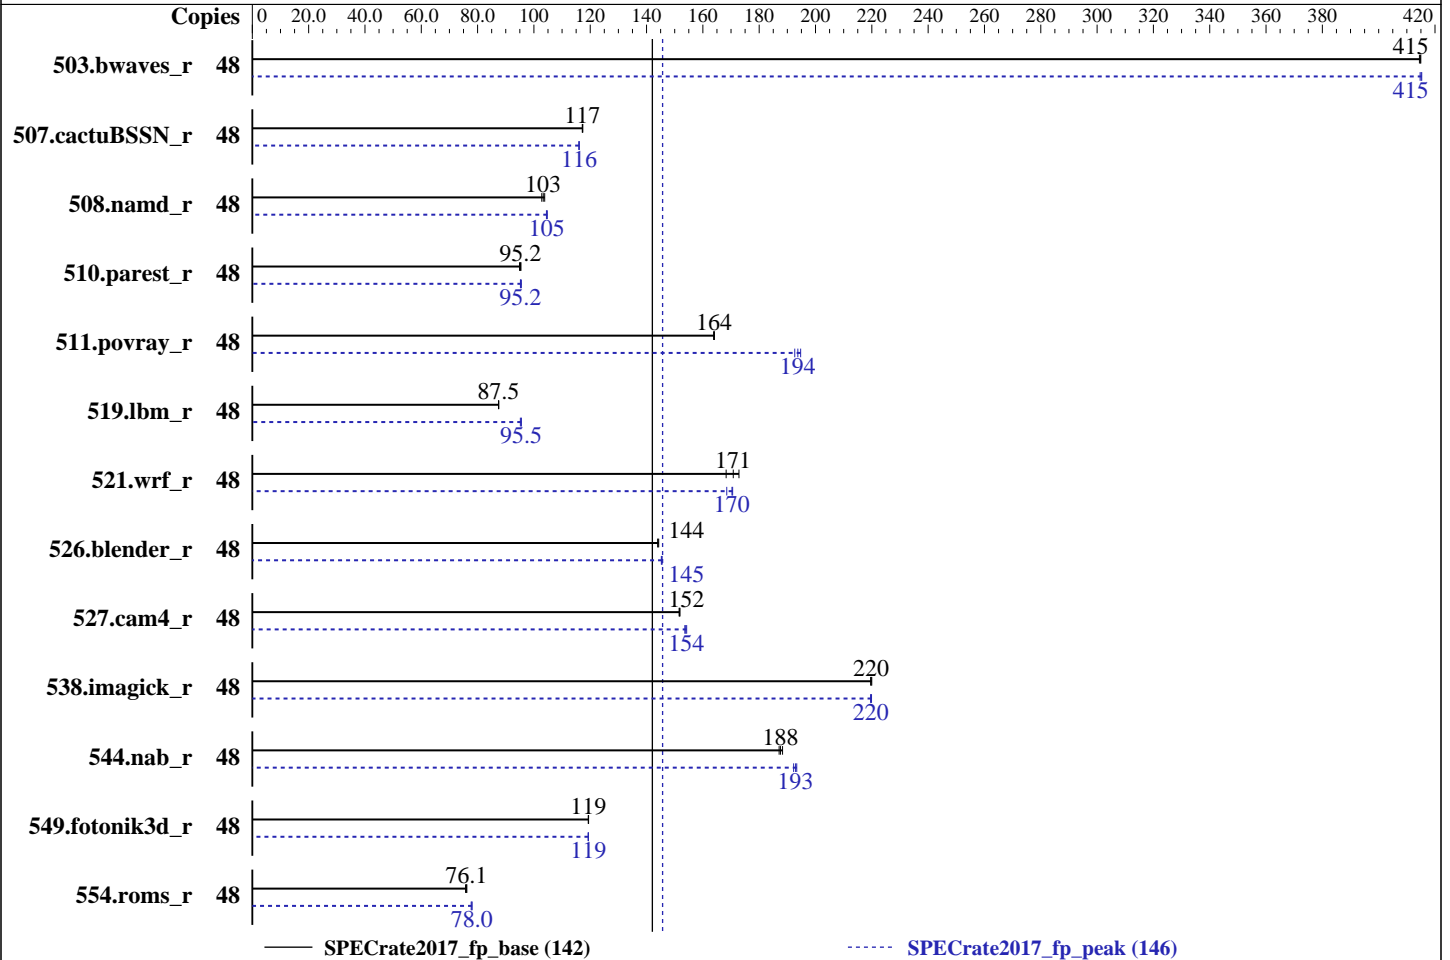 Copies 0 20.0 40.0 60.0 80.0 100 120 140 160 180 200 220 240 260 280 300 320 340 360 380 420
503.bwaves_r 48 415
415
507.cactuBSSN_r 48 117
116
508.namd_r 48 103
105
510.parest_r 48 95.2
95.2
511.povray_r 48 164
194
519.lbm_r 48 87.5
95.5
521.wrf_r 48 171
170
526.blender_r 48 144
145
527.cam4_r 48 152
154
538.imagick_r 48 220
220
544.nab_r 48 188
193
549.fotonik3d_r 48 119
119
554.roms_r 48 76.1
78.0
SPECrate2017_fp_base (142) SPECrate2017_fp_peak (146)